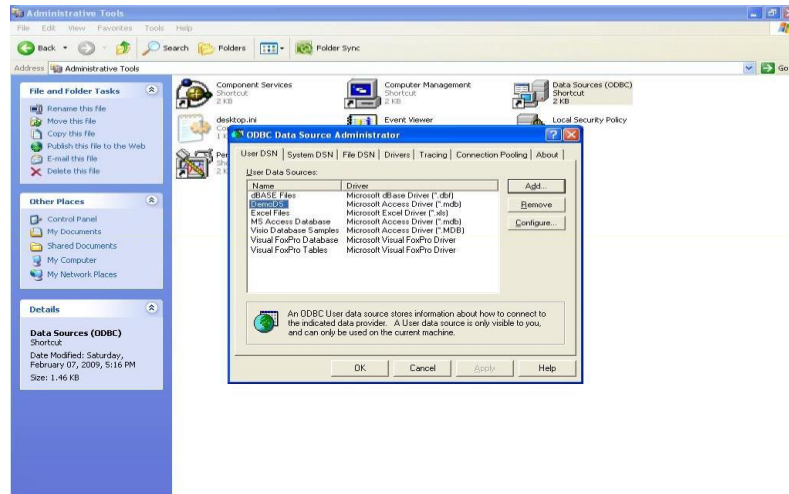 Administrative Tools
File Edit View Favorites Tools Help
Back Search Folders Folder Sync
Address Administrative Tools Go
File and Folder Tasks
Rename this file
Move this file
Copy this file
Publish this file to the Web
E-mail this file
Delete this file
Other Places
Control Panel
My Documents
Shared Documents
My Computer
My Network Places
Details
Data Sources (ODBC)
Shortcut
Date Modified: Saturday,
February 07, 2009, 5:16 PM
Size: 1.46 KB
Component Services
Shortcut
2 KB
Computer Management
Shortcut
2 KB
Data Sources (ODBC)
Shortcut
2 KB
desktop.ini
Event Viewer
Local Security Policy
ODBC Data Source Administrator
User DSN System DSN File DSN Drivers Tracing Connection Pooling About
User Data Sources:
Name Driver
dBASE Files Microsoft dBase Driver (*.dbf)
DemoDS Microsoft Access Driver (*.mdb)
Excel Files Microsoft Excel Driver (*.xls)
MS Access Database Microsoft Access Driver (*.mdb)
Visio Database Samples Microsoft Access Driver (*.MDB)
Visual FoxPro Database Microsoft Visual FoxPro Driver
Visual FoxPro Tables Microsoft Visual FoxPro Driver
Add...
Remove
Configure...
An ODBC User data source stores information about how to connect to
the indicated data provider. A User data source is only visible to you,
and can only be used on the current machine.
OK Cancel Apply Help